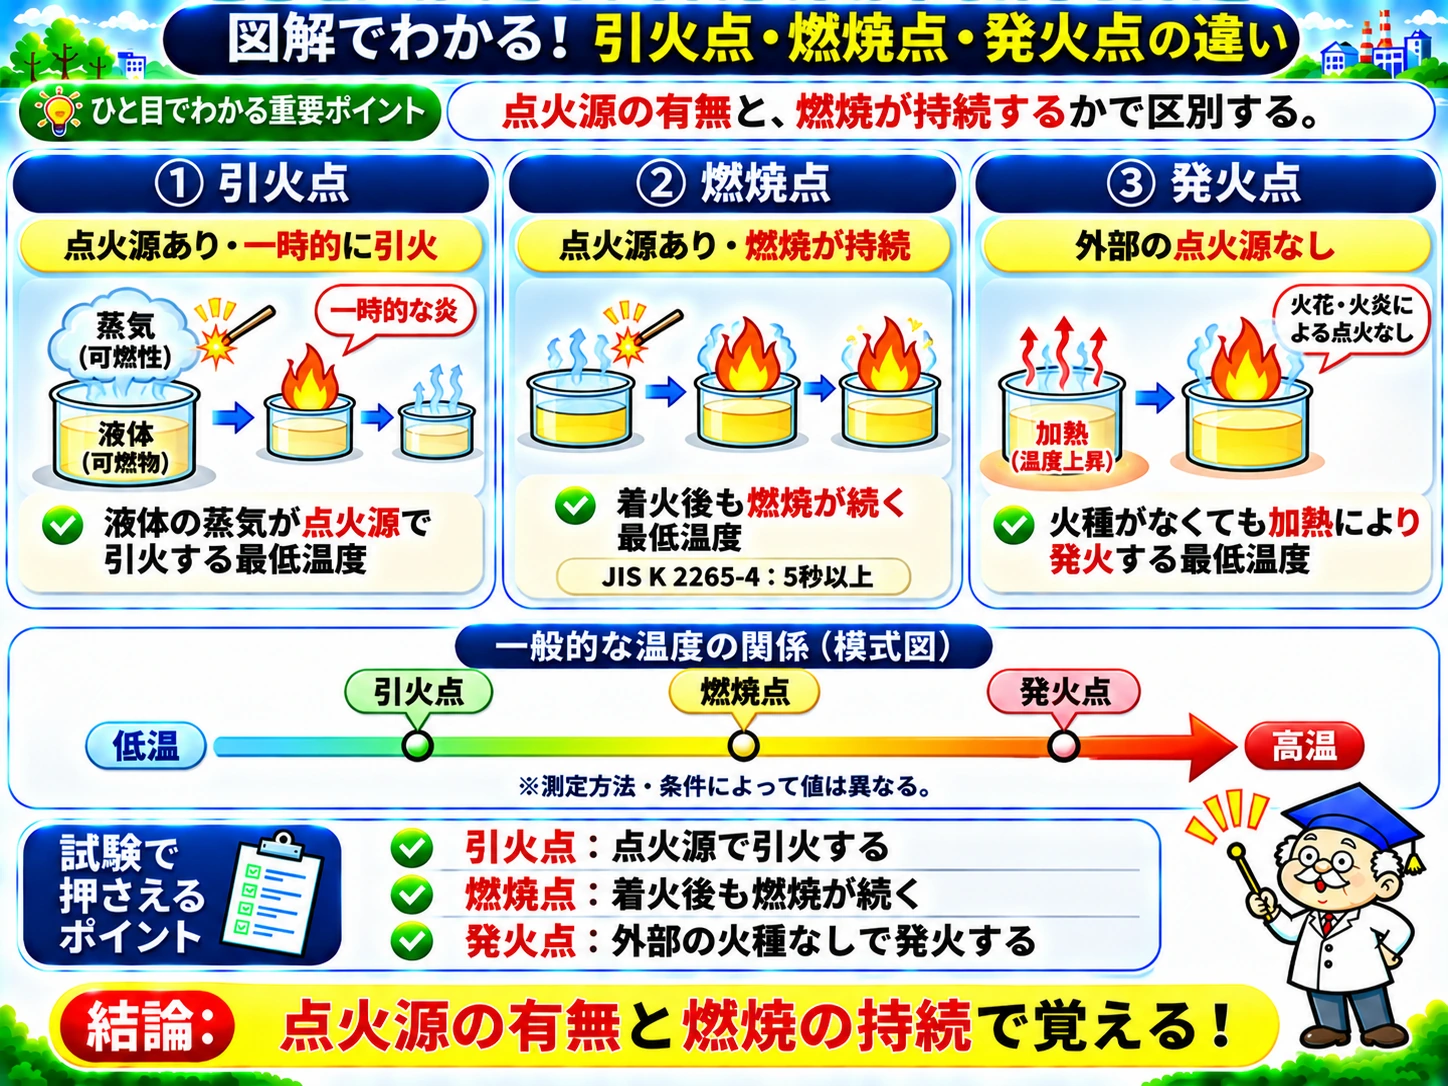 図解でわかる！引火点・燃焼点・発火点の違い
ひと目でわかる重要ポイント
点火源の有無と、燃焼が持続するかで区別する。
① 引火点
点火源あり・一時的に引火
蒸気
(可燃性)
一時的な炎
液体
(可燃物)
液体の蒸気が点火源で
引火する最低温度
② 燃焼点
点火源あり・燃焼が持続
着火後も燃焼が続く
最低温度
JIS K 2265-4：5秒以上
③ 発火点
外部の点火源なし
火花・火炎に
よる点火なし
加熱
(温度上昇)
火種がなくても加熱により
発火する最低温度
一般的な温度の関係（模式図）
引火点
燃焼点
発火点
低温
高温
※測定方法・条件によって値は異なる。
試験で
押さえる
ポイント
引火点：点火源で引火する
燃焼点：着火後も燃焼が続く
発火点：外部の火種なしで発火する
結論：点火源の有無と燃焼の持続で覚える！